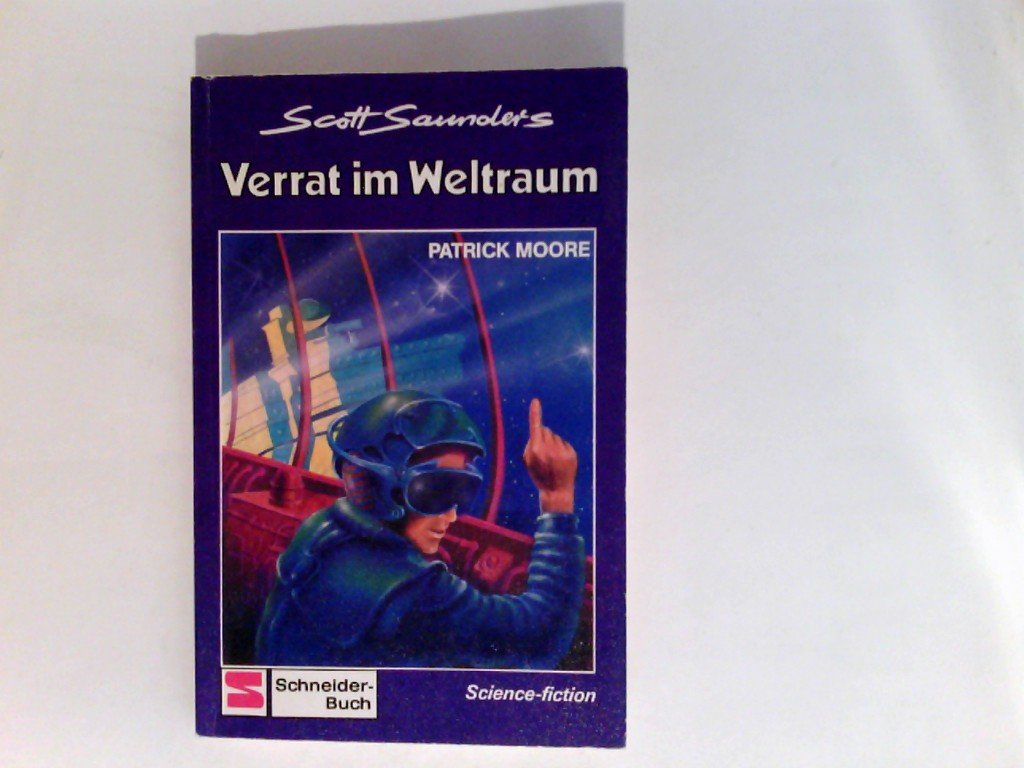 Scott Saunders
Verrat im Weltraum
PATRICK MOORE
Schneider-
Buch
Science-fiction